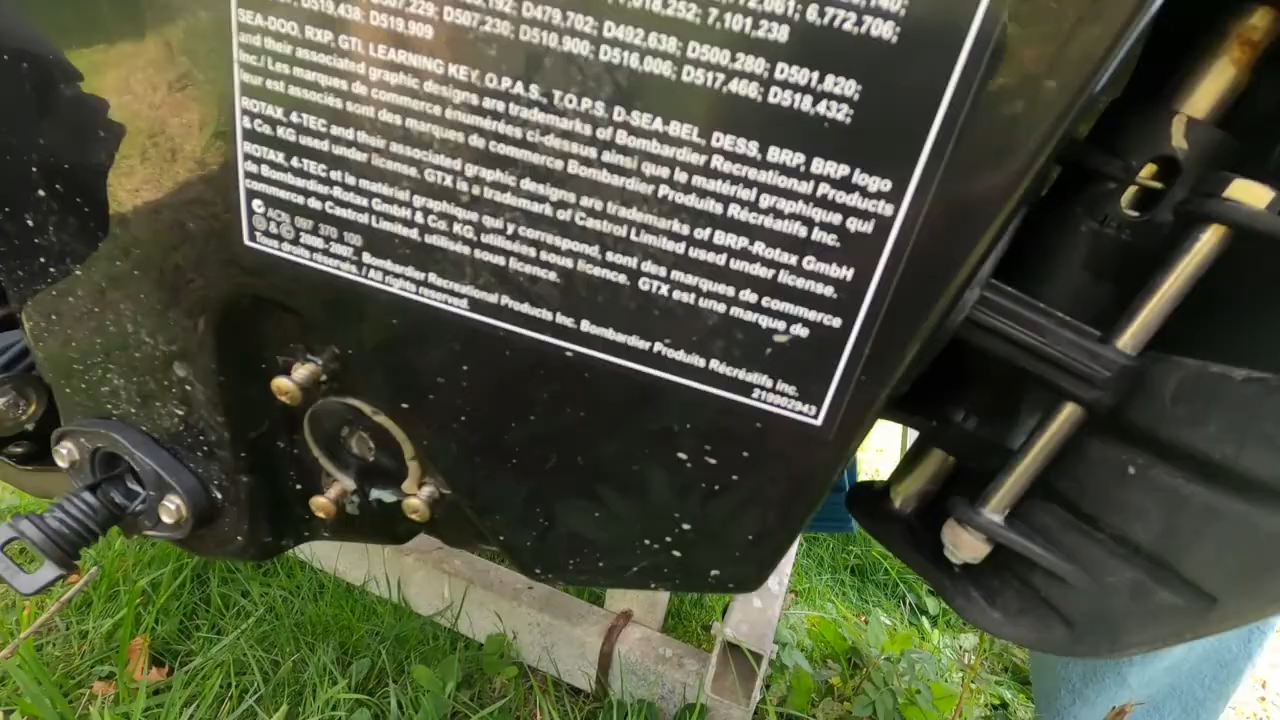 7,018,252; 7,101,238
D479,702; D492,638; D500,280; D501,820;
D507,230; D510,900; D516,006; D517,466; D518,432;
D519,438; D519,909
SEA-DOO, RXP, GTI, LEARNING KEY, O.P.A.S., T.O.P.S. D-SEA-BEL, DESS, BRP, BRP logo
and their associated graphic designs are trademarks of Bombardier Recreational Products
Inc./ Les marques de commerce énumérées ci-dessus ainsi que le matériel graphique qui
leur est associés sont des marques de commerce Bombardier Produits Récréatifs Inc.
ROTAX, 4-TEC and their associated graphic designs are trademarks of BRP-Rotax GmbH
& Co. KG used under license. GTX is a trademark of Castrol Limited used under license.
ROTAX, 4-TEC et le matériel graphique qui y correspond, sont des marques de commerce
de Bombardier-Rotax GmbH & Co. KG, utilisées sous licence. GTX est une marque de
commerce de Castrol Limited, utilisés sous licence.
ACN 097 370 100
® & © 2000-2007, Bombardier Recreational Products Inc. Bombardier Produits Récréatifs Inc.
Tous droits réservés. / All rights reserved.
219902943